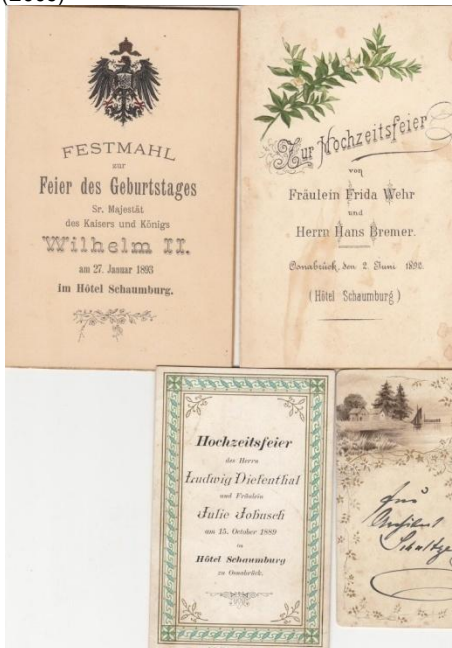 FESTMAHL
zur
Feier des Geburtstages
Sr. Majestät
des Kaisers und Königs
Wilhelm II.
am 27. Januar 1893
im Hôtel Schaumburg.
Zur Hochzeitsfeier
von
Fräulein Frida Wehr
und
Herrn Hans Bremer.
Osnabrück, den 2. Juni 1892.
(Hôtel Schaumburg)
Hochzeitsfeier
des Herrn
Ludwig Diefenthal
und Fräulein
Julie Jobusch
am 15. October 1889
im
Hôtel Schaumburg
zu Osnabrück.